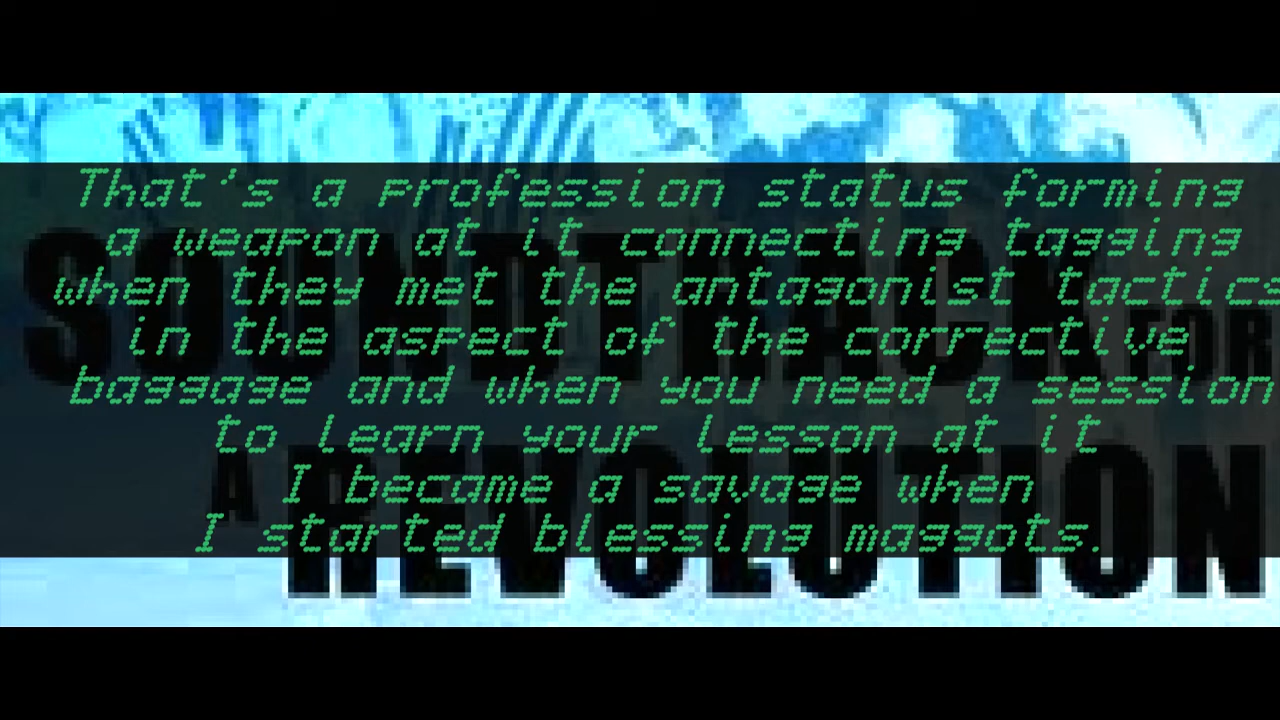 That's a profession status forming
a weapon at it connecting tagging
when they met the antagonist tactics
in the aspect of the corrective
baggage and when you need a session
to learn your lesson at it
I became a savage when
I started blessing maggots.
SOUNDTRACK FOR
A REVOLUTION